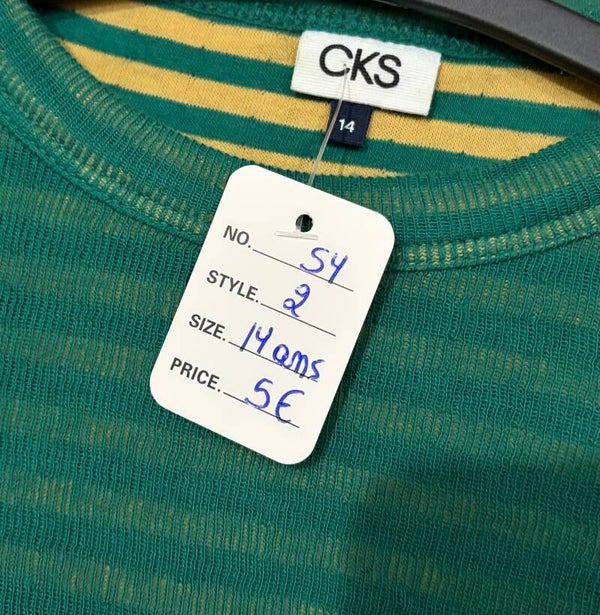 CKS
14
NO. 54
STYLE. 2
SIZE. 14 ans
PRICE. 5€